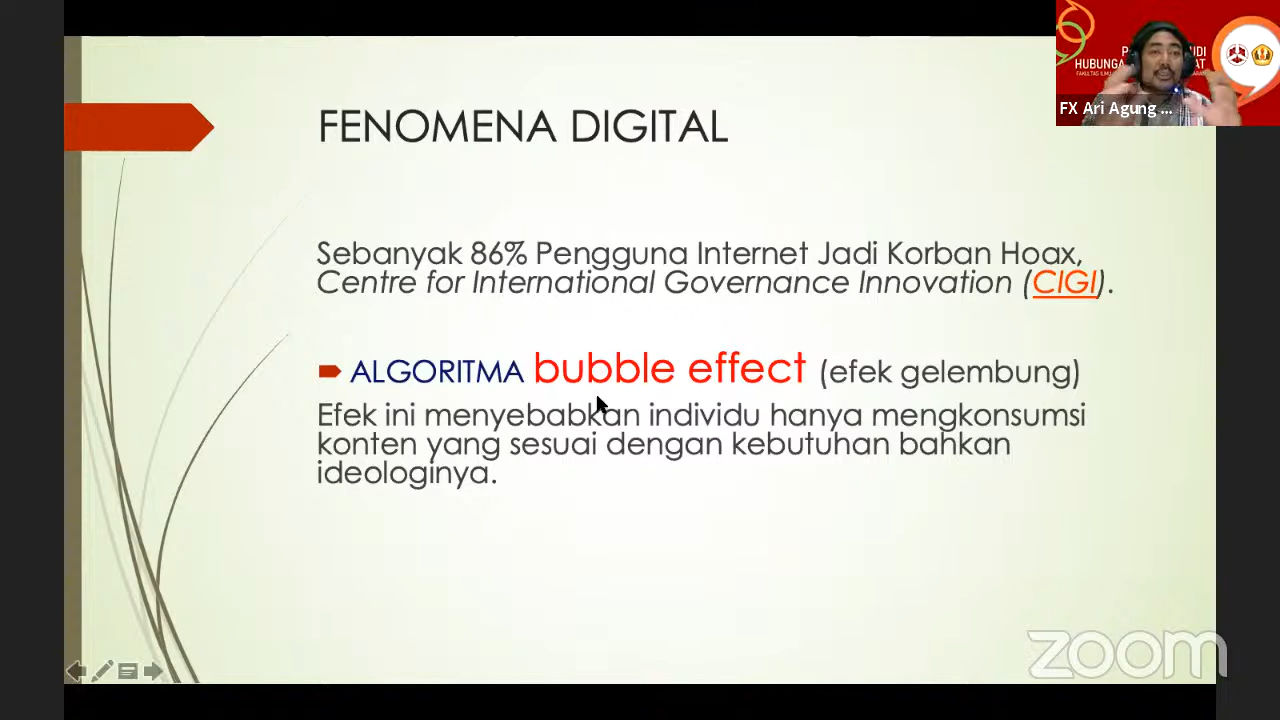 FENOMENA DIGITAL
Sebanyak 86% Pengguna Internet Jadi Korban Hoax,
Centre for International Governance Innovation (CIGI).
ALGORITMA bubble effect (efek gelembung)
Efek ini menyebabkan individu hanya mengkonsumsi
konten yang sesuai dengan kebutuhan bahkan
ideologinya.
HUBUNGA
FX Ari Agung ...
zoom